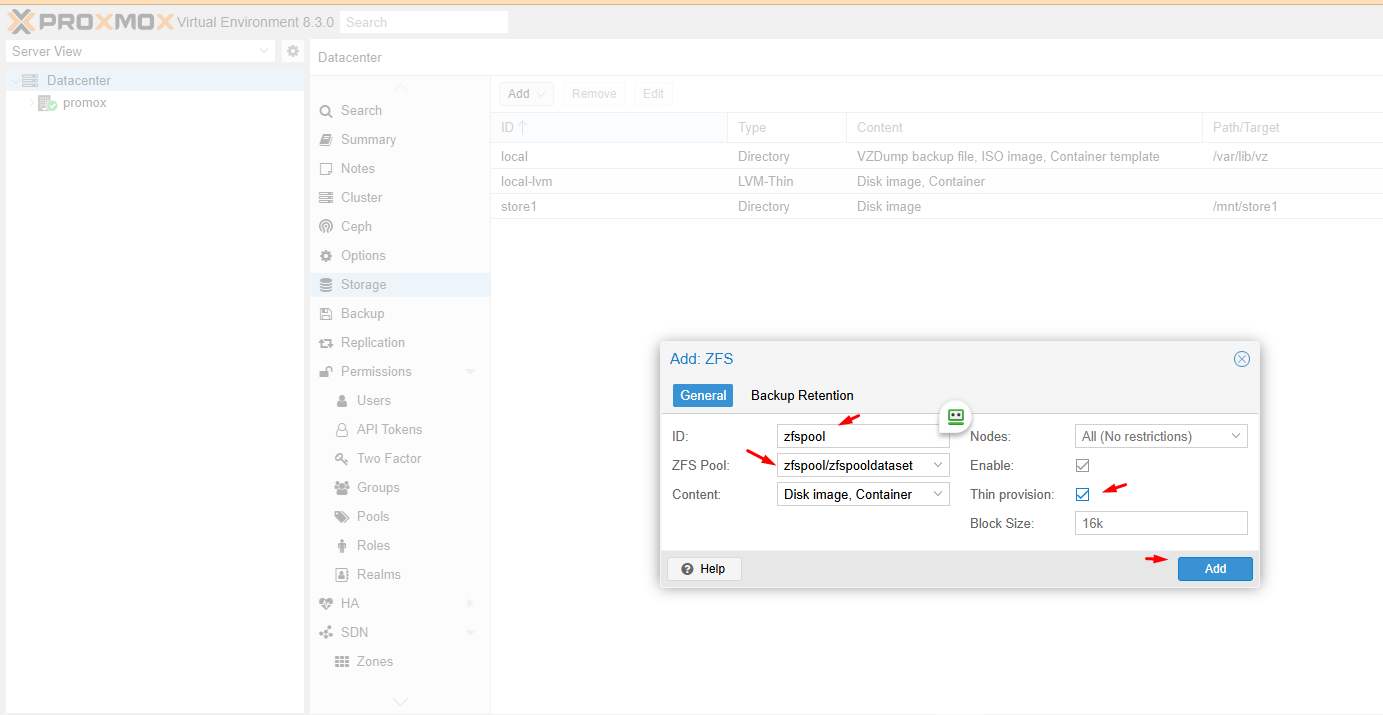 PROXMOX Virtual Environment 8.3.0 Search
Server View
Datacenter
promox
Datacenter
Search
Summary
Notes
Cluster
Ceph
Options
Storage
Backup
Replication
Permissions
Users
API Tokens
Two Factor
Groups
Pools
Roles
Realms
HA
SDN
Zones
Add Remove Edit
ID Type Content Path/Target
local Directory VZDump backup file, ISO image, Container template /var/lib/vz
local-lvm LVM-Thin Disk image, Container
store1 Directory Disk image /mnt/store1
Add: ZFS
General Backup Retention
ID: zfspool Nodes: All (No restrictions)
ZFS Pool: zfspool/zfspooldataset Enable:
Content: Disk image, Container Thin provision:
Block Size: 16k
Help Add